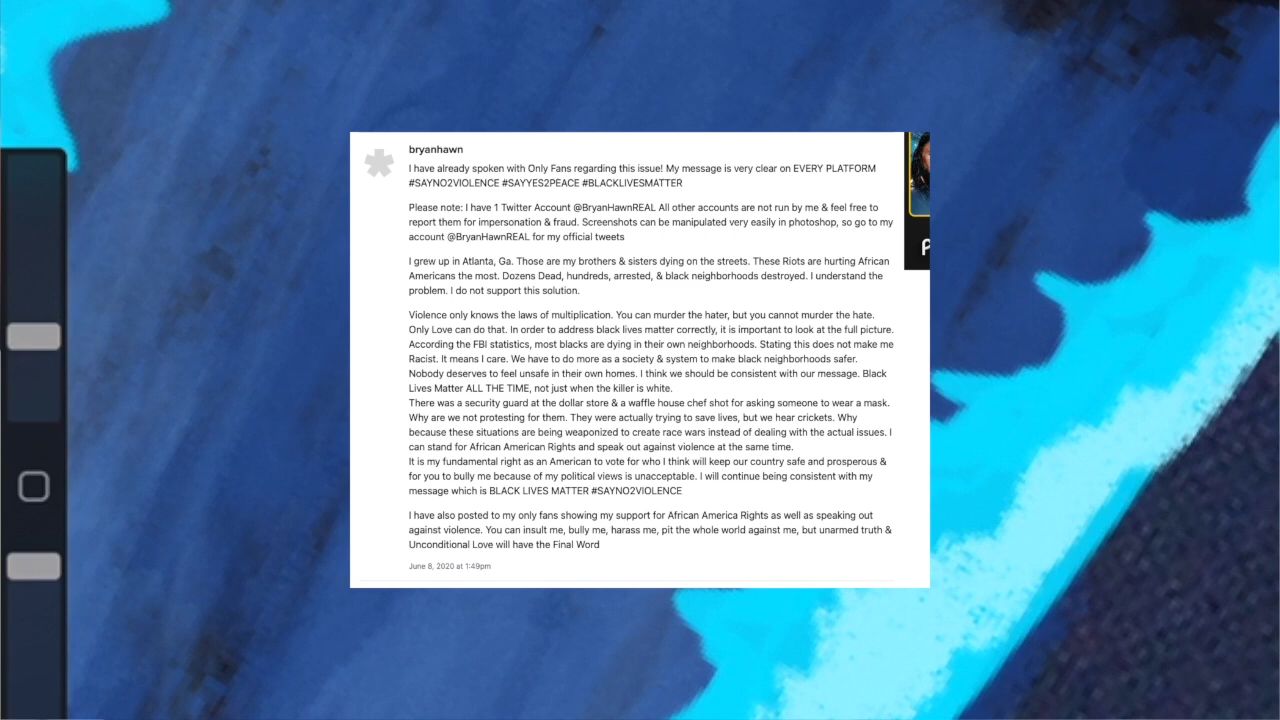 bryanhawn
I have already spoken with Only Fans regarding this issue! My message is very clear on EVERY PLATFORM
#SAYNO2VIOLENCE #SAYYES2PEACE #BLACKLIVESMATTER
Please note: I have 1 Twitter Account @BryanHawnREAL All other accounts are not run by me & feel free to
report them for impersonation & fraud. Screenshots can be manipulated very easily in photoshop, so go to my
account @BryanHawnREAL for my official tweets
I grew up in Atlanta, Ga. Those are my brothers & sisters dying on the streets. These Riots are hurting African
Americans the most. Dozens Dead, hundreds, arrested, & black neighborhoods destroyed. I understand the
problem. I do not support this solution.
Violence only knows the laws of multiplication. You can murder the hater, but you cannot murder the hate.
Only Love can do that. In order to address black lives matter correctly, it is important to look at the full picture.
According the FBI statistics, most blacks are dying in their own neighborhoods. Stating this does not make me
Racist. It means I care. We have to do more as a society & system to make black neighborhoods safer.
Nobody deserves to feel unsafe in their own homes. I think we should be consistent with our message. Black
Lives Matter ALL THE TIME, not just when the killer is white.
There was a security guard at the dollar store & a waffle house chef shot for asking someone to wear a mask.
Why are we not protesting for them. They were actually trying to save lives, but we hear crickets. Why
because these situations are being weaponized to create race wars instead of dealing with the actual issues. I
can stand for African American Rights and speak out against violence at the same time.
It is my fundamental right as an American to vote for who I think will keep our country safe and prosperous &
for you to bully me because of my political views is unacceptable. I will continue being consistent with my
message which is BLACK LIVES MATTER #SAYNO2VIOLENCE
I have also posted to my only fans showing my support for African America Rights as well as speaking out
against violence. You can insult me, bully me, harass me, pit the whole world against me, but unarmed truth &
Unconditional Love will have the Final Word
June 8, 2020 at 1:49pm